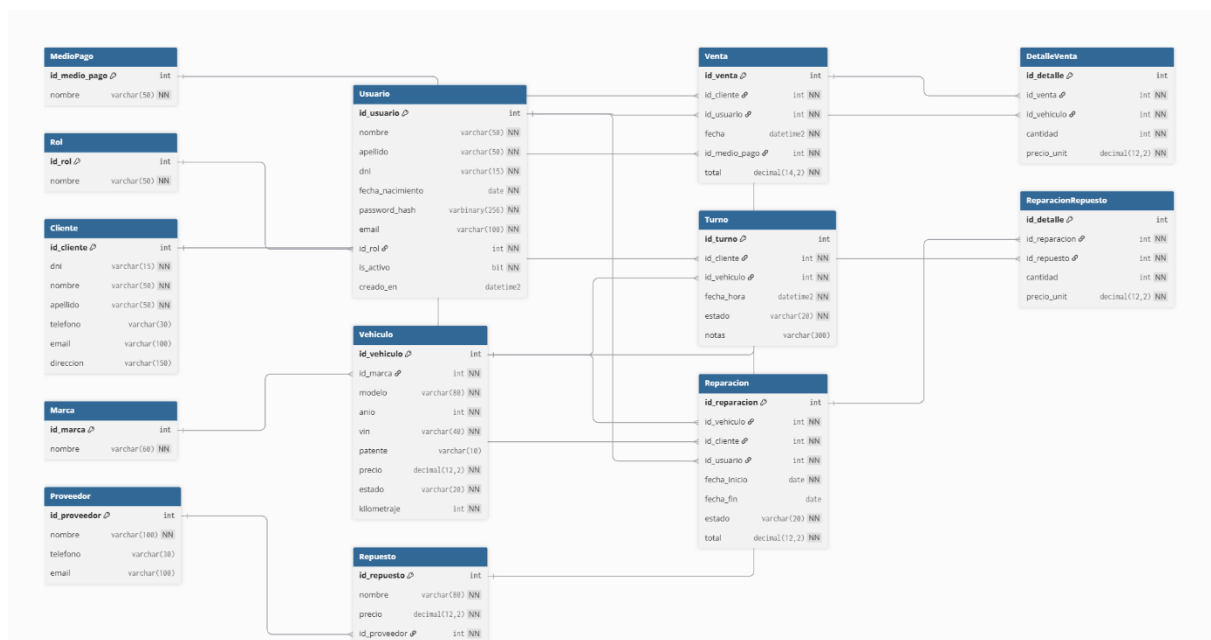 MedioPago
id_medio_pago int
nombre varchar(50) NN
Rol
id_rol int
nombre varchar(50) NN
Cliente
id_cliente int
dni varchar(15) NN
nombre varchar(50) NN
apellido varchar(50) NN
telefono varchar(30)
email varchar(100)
direccion varchar(150)
Marca
id_marca int
nombre varchar(60) NN
Proveedor
id_proveedor int
nombre varchar(100) NN
telefono varchar(30)
email varchar(100)
Usuario
id_usuario int
nombre varchar(50) NN
apellido varchar(50) NN
dni varchar(15) NN
fecha_nacimiento date NN
password_hash varbinary(256) NN
email varchar(100) NN
id_rol int NN
is_activo bit NN
creado_en datetime2
Vehiculo
id_vehiculo int
id_marca int NN
modelo varchar(80) NN
anio int NN
vin varchar(40) NN
patente varchar(10)
precio decimal(12,2) NN
estado varchar(20) NN
kilometraje int NN
Repuesto
id_repuesto int
nombre varchar(80) NN
precio decimal(12,2) NN
id_proveedor int NN
Venta
id_venta int
id_cliente int NN
id_usuario int NN
fecha datetime2 NN
id_medio_pago int NN
total decimal(14,2) NN
Turno
id_turno int
id_cliente int NN
id_vehiculo int NN
fecha_hora datetime2 NN
estado varchar(20) NN
notas varchar(300)
Reparacion
id_reparacion int
id_vehiculo int NN
id_cliente int NN
id_usuario int NN
fecha_inicio date NN
fecha_fin date
estado varchar(20) NN
total decimal(12,2) NN
DetalleVenta
id_detalle int
id_venta int NN
id_vehiculo int NN
cantidad int NN
precio_unit decimal(12,2) NN
ReparacionRepuesto
id_detalle int
id_reparacion int NN
id_repuesto int NN
cantidad int NN
precio_unit decimal(12,2) NN